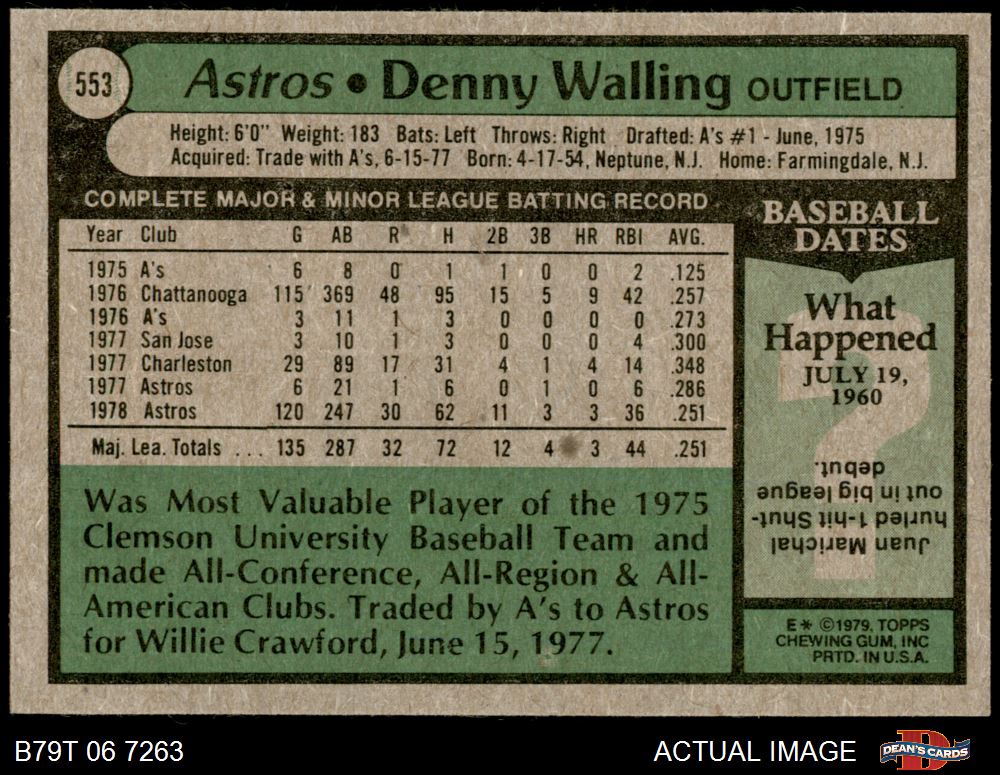 553
Astros • Denny Walling OUTFIELD
Height: 6'0" Weight: 183 Bats: Left Throws: Right Drafted: A's #1 - June, 1975
Acquired: Trade with A's, 6-15-77 Born: 4-17-54, Neptune, N.J. Home: Farmingdale, N.J.
COMPLETE MAJOR & MINOR LEAGUE BATTING RECORD
Year Club G AB R H 2B 3B HR RBI AVG.
1975 A's 6 8 0 1 1 0 0 2 .125
1976 Chattanooga 115 369 48 95 15 5 9 42 .257
1976 A's 3 11 1 3 0 0 0 0 .273
1977 San Jose 3 10 1 3 0 0 0 4 .300
1977 Charleston 29 89 17 31 4 1 4 14 .348
1977 Astros 6 21 1 6 0 1 0 6 .286
1978 Astros 120 247 30 62 11 3 3 36 .251
Maj. Lea. Totals ... 135 287 32 72 12 4 3 44 .251
Was Most Valuable Player of the 1975
Clemson University Baseball Team and
made All-Conference, All-Region & All-
American Clubs. Traded by A's to Astros
for Willie Crawford, June 15, 1977.
BASEBALL
DATES
What
Happened
JULY 19,
1960
?
Juan Marichal
hurled 1-hit Shut-
out in big league
debut.
E* ©1979. TOPPS
CHEWING GUM, INC
PRTD. IN U.S.A.
B79T 06 7263
ACTUAL IMAGE
D
DEAN'S CARDS